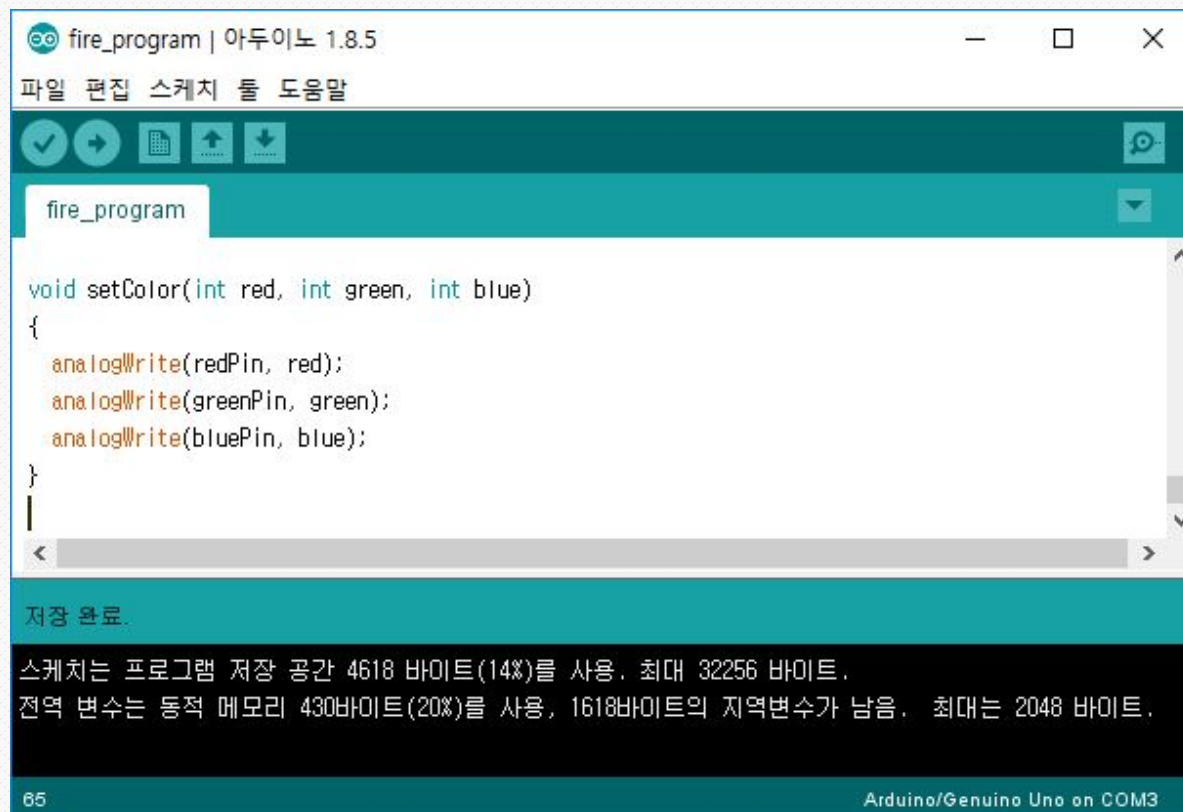 fire_program | 아두이노 1.8.5
파일 편집 스케치 툴 도움말
fire_program
void setColor(int red, int green, int blue)
{
  analogWrite(redPin, red);
  analogWrite(greenPin, green);
  analogWrite(bluePin, blue);
}
저장 완료.
스케치는 프로그램 저장 공간 4618 바이트(14%)를 사용. 최대 32256 바이트.
전역 변수는 동적 메모리 430바이트(20%)를 사용, 1618바이트의 지역변수가 남음.  최대는 2048 바이트.
65 Arduino/Genuino Uno on COM3